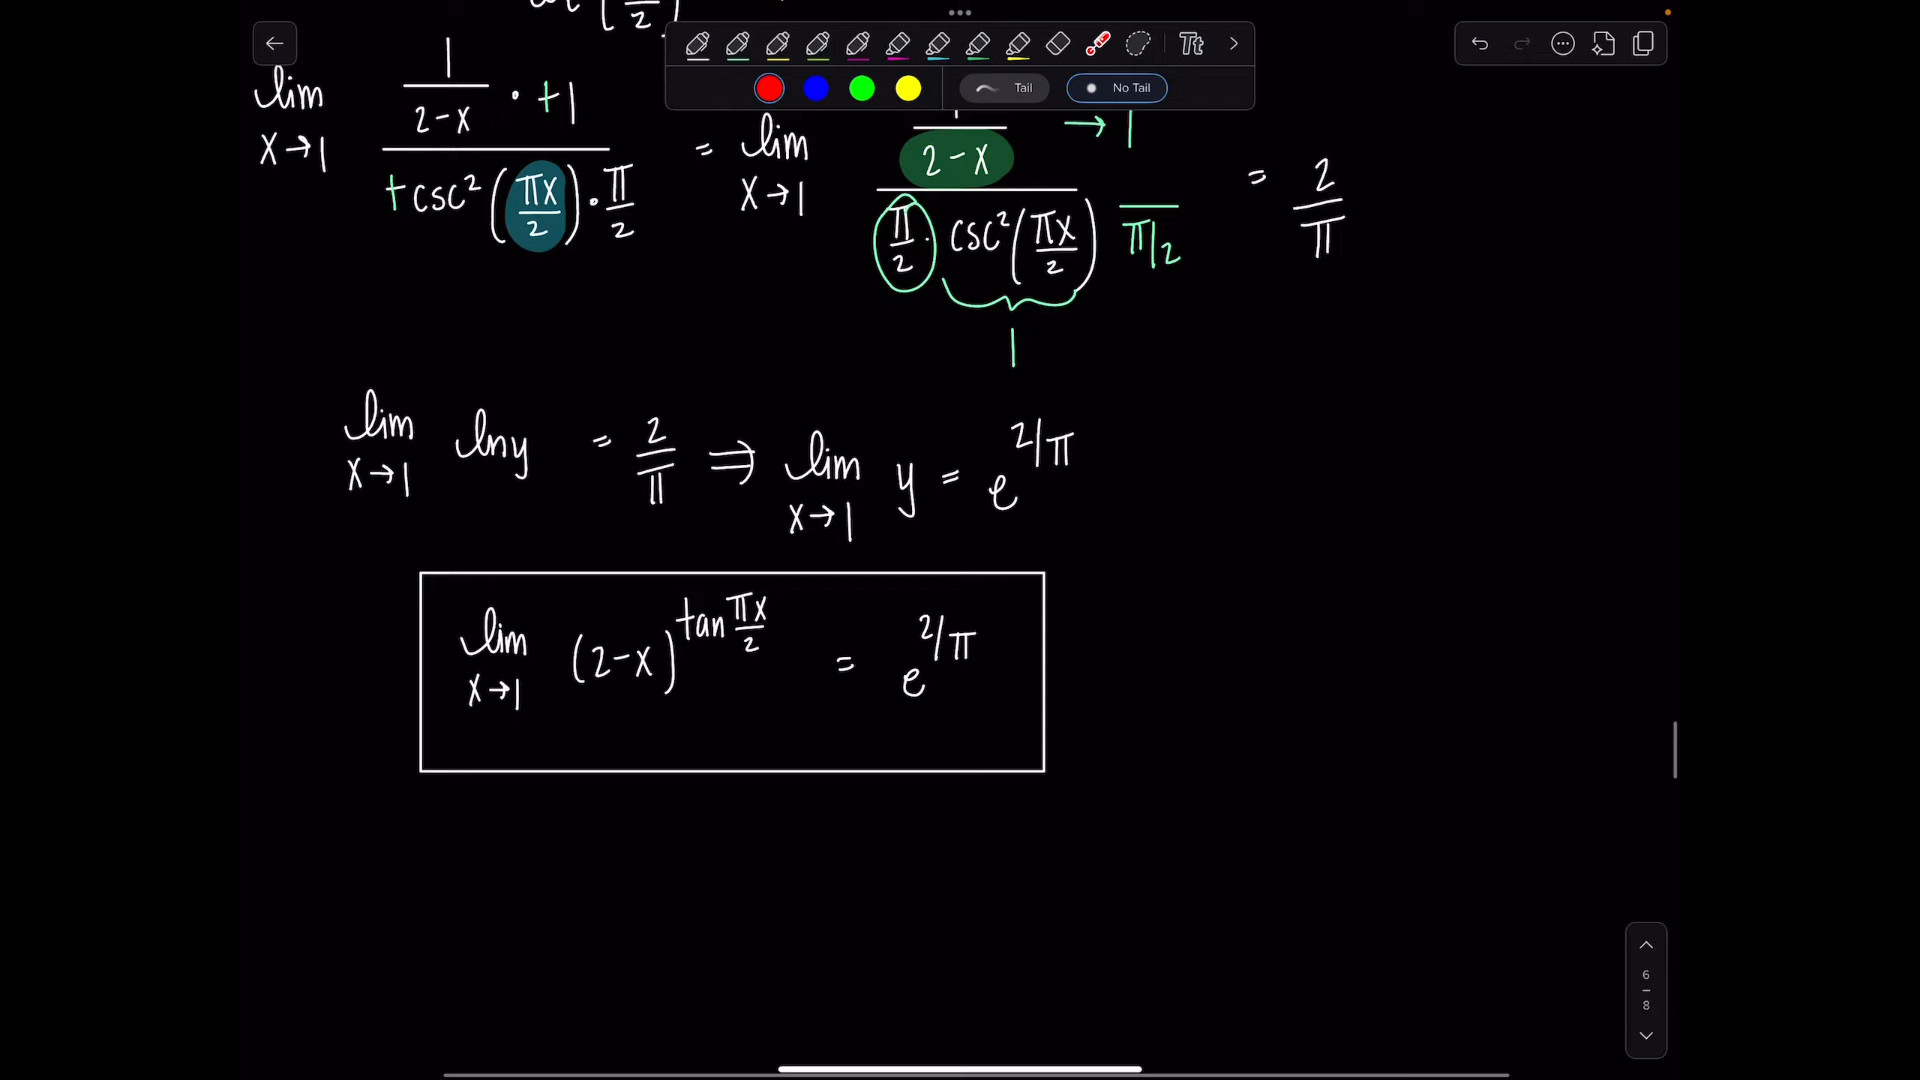 Tt
Tail
No Tail
lim x→1 1/(2-x) · +1 / +csc²(πx/2) · π/2 = lim x→1 1/(2-x) / π/2 · csc²(πx/2) → 1 / π/2 = 2/π
1
lim x→1 ln y = 2/π ⇒ lim x→1 y = e^2/π
lim x→1 (2-x)^tan πx/2 = e^2/π
6
8